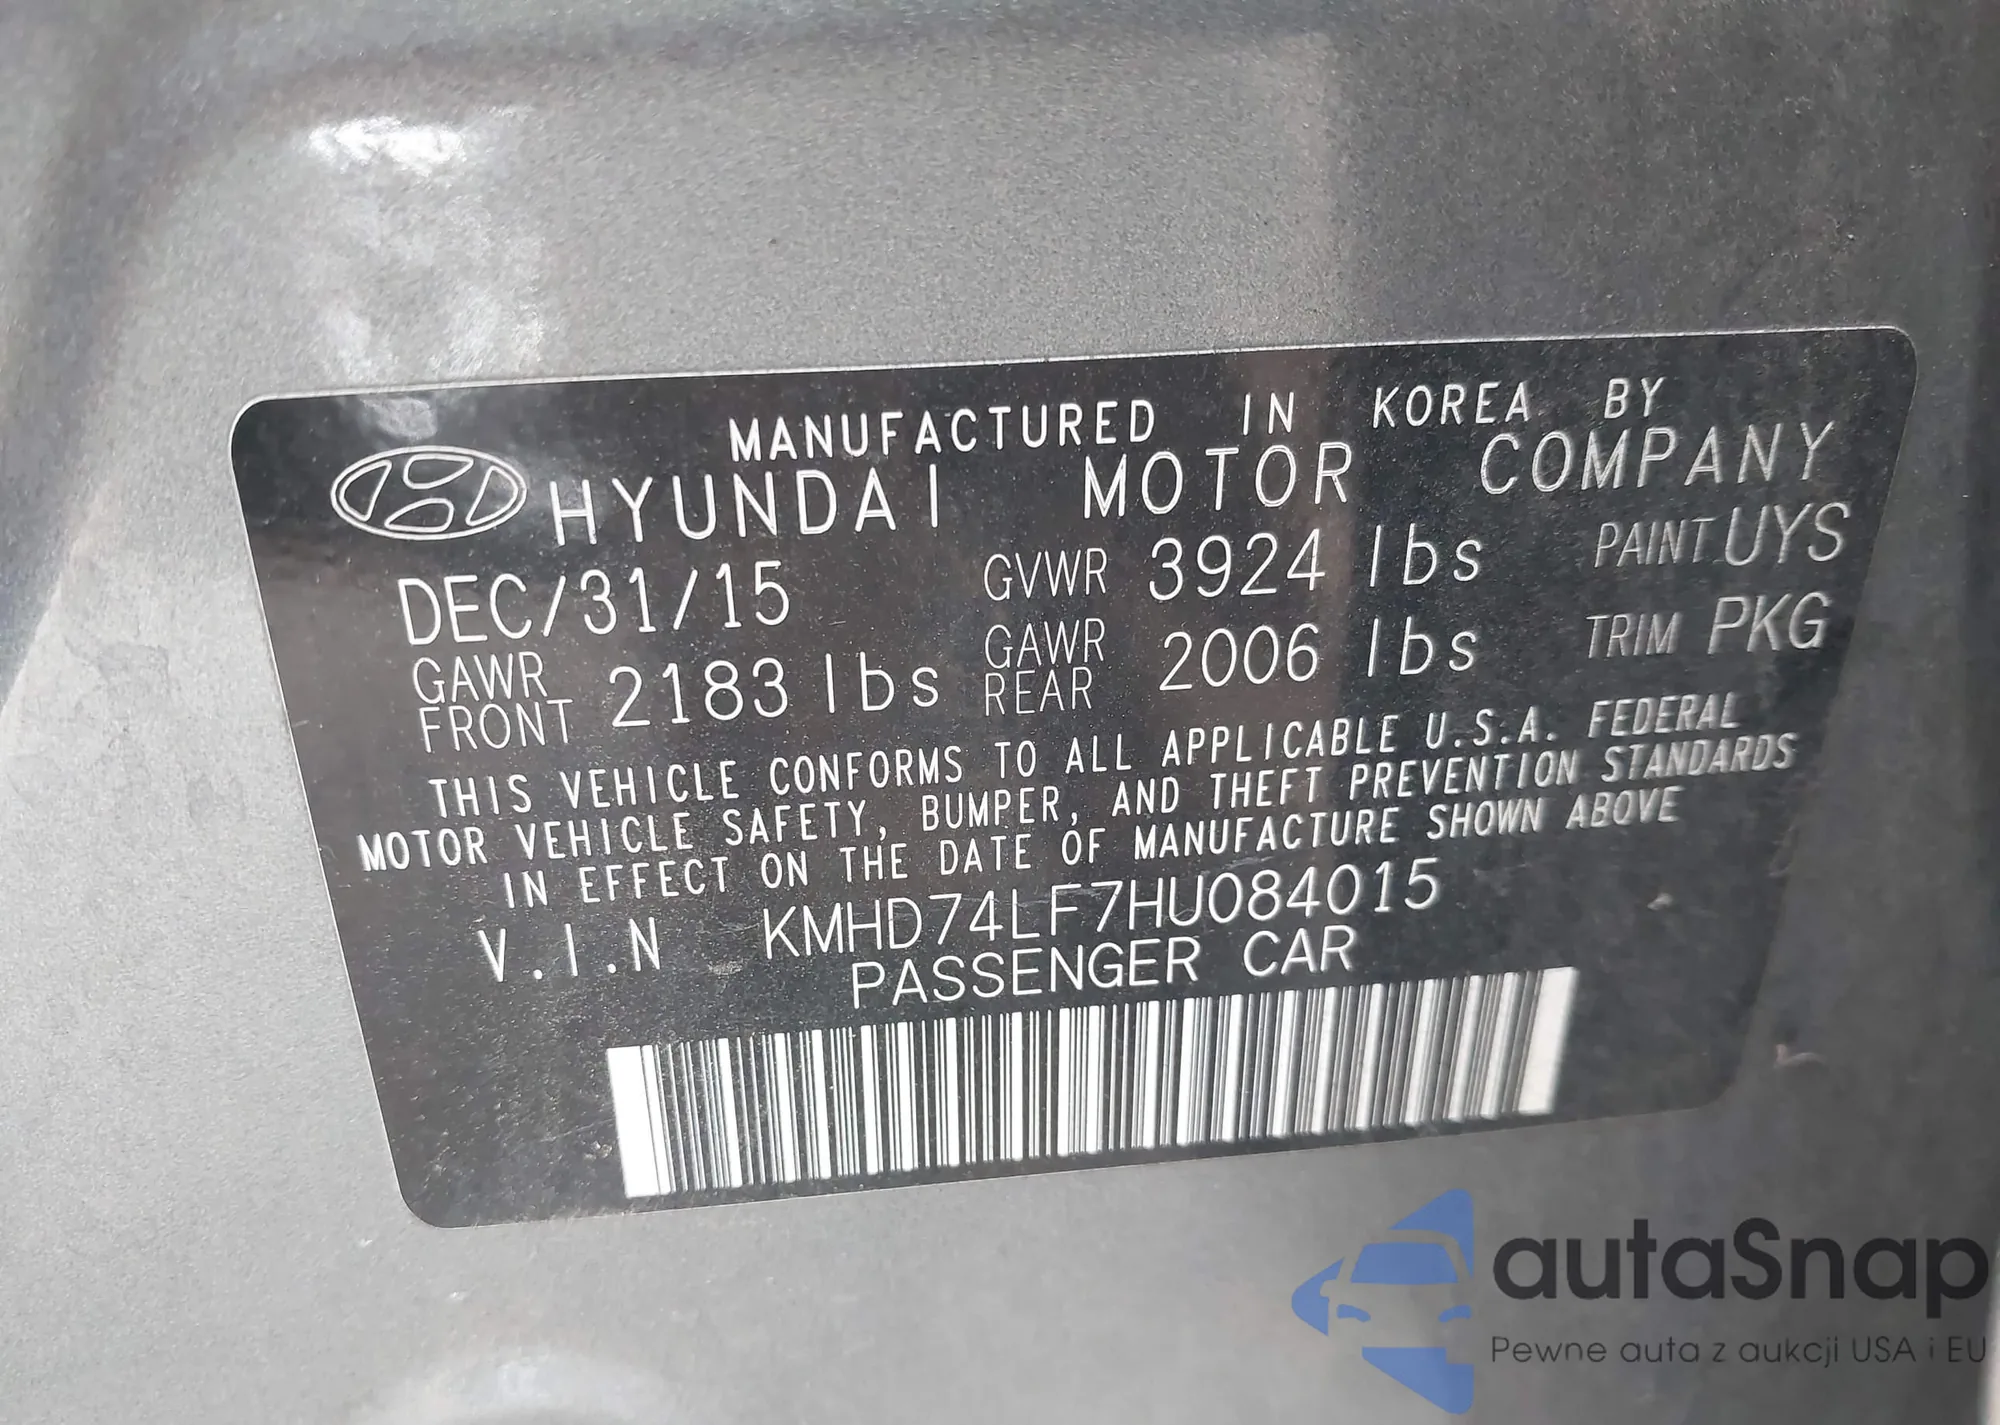 MANUFACTURED IN KOREA BY
HYUNDAI MOTOR COMPANY
DEC/31/15 GVWR 3924 lbs PAINT UYS
GAWR FRONT 2183 lbs GAWR REAR 2006 lbs TRIM PKG
THIS VEHICLE CONFORMS TO ALL APPLICABLE U.S.A. FEDERAL
MOTOR VEHICLE SAFETY, BUMPER, AND THEFT PREVENTION STANDARDS
IN EFFECT ON THE DATE OF MANUFACTURE SHOWN ABOVE
V.I.N KMHD74LF7HU084015
PASSENGER CAR
autaSnap
Pewne auta z aukcji USA i EU